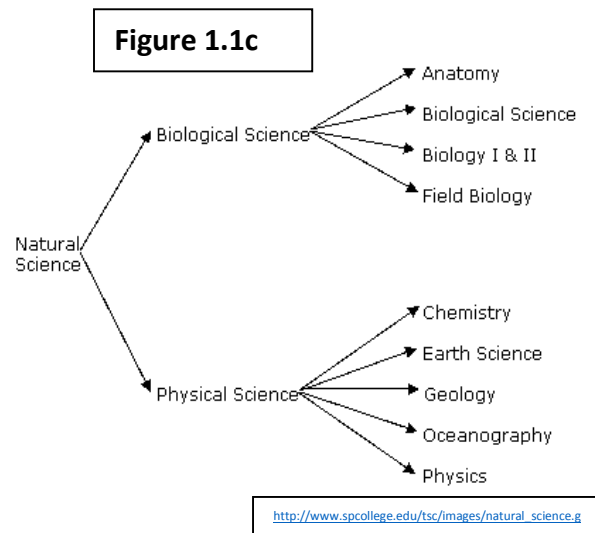 Figure 1.1c
Anatomy
Biological Science
Biological Science
Biology I & II
Field Biology
Natural
Science
Chemistry
Earth Science
Physical Science
Geology
Oceanography
Physics
http://www.spcollege.edu/tsc/images/natural_science.g